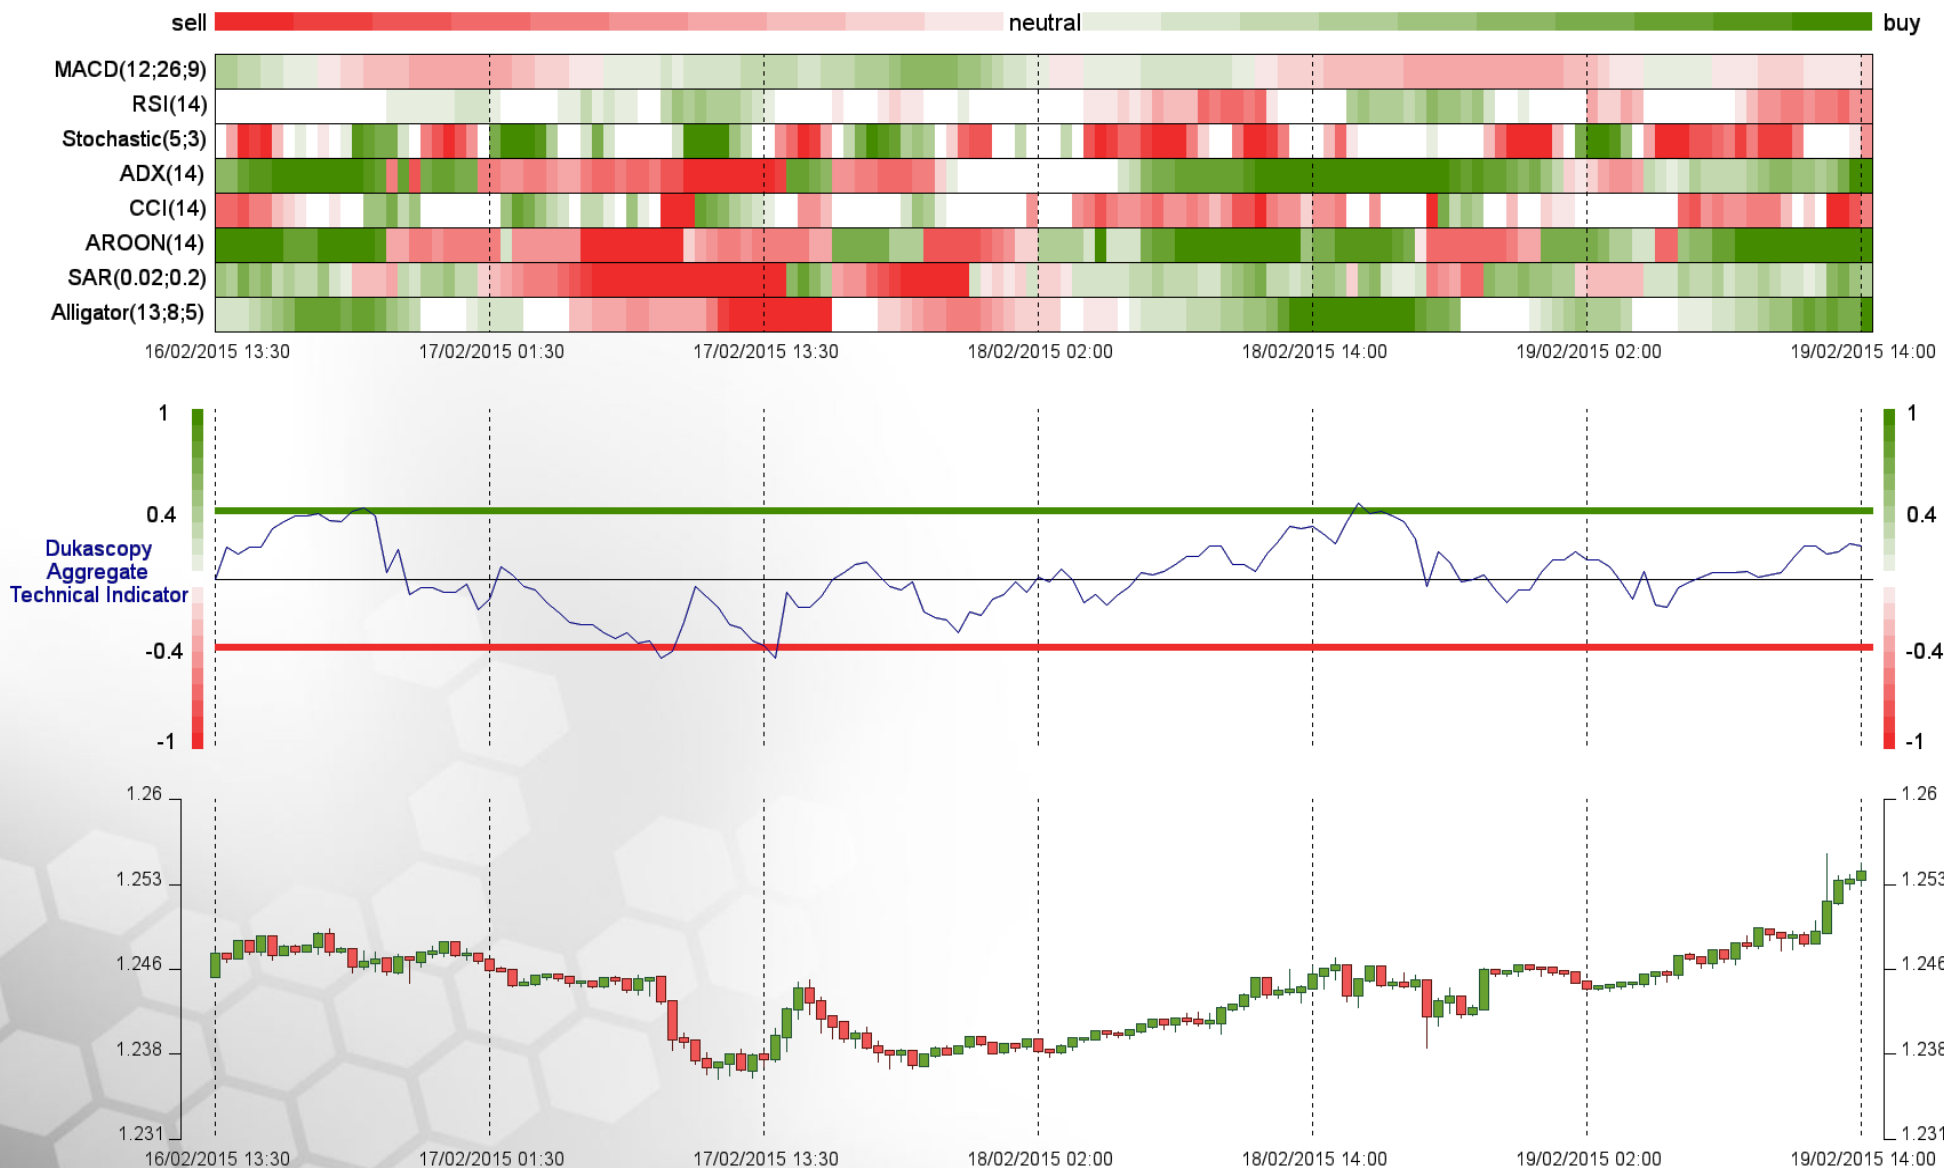 sell neutral buy
MACD(12;26;9)
RSI(14)
Stochastic(5;3)
ADX(14)
CCI(14)
AROON(14)
SAR(0.02;0.2)
Alligator(13;8;5)
16/02/2015 13:30 17/02/2015 01:30 17/02/2015 13:30 18/02/2015 02:00 18/02/2015 14:00 19/02/2015 02:00 19/02/2015 14:00
1 1
0.4 0.4
Dukascopy
Aggregate
Technical Indicator
-0.4 -0.4
-1 -1
1.26 1.26
1.253 1.253
1.246 1.246
1.238 1.238
1.231 1.231
16/02/2015 13:30 17/02/2015 01:30 17/02/2015 13:30 18/02/2015 02:00 18/02/2015 14:00 19/02/2015 02:00 19/02/2015 14:00